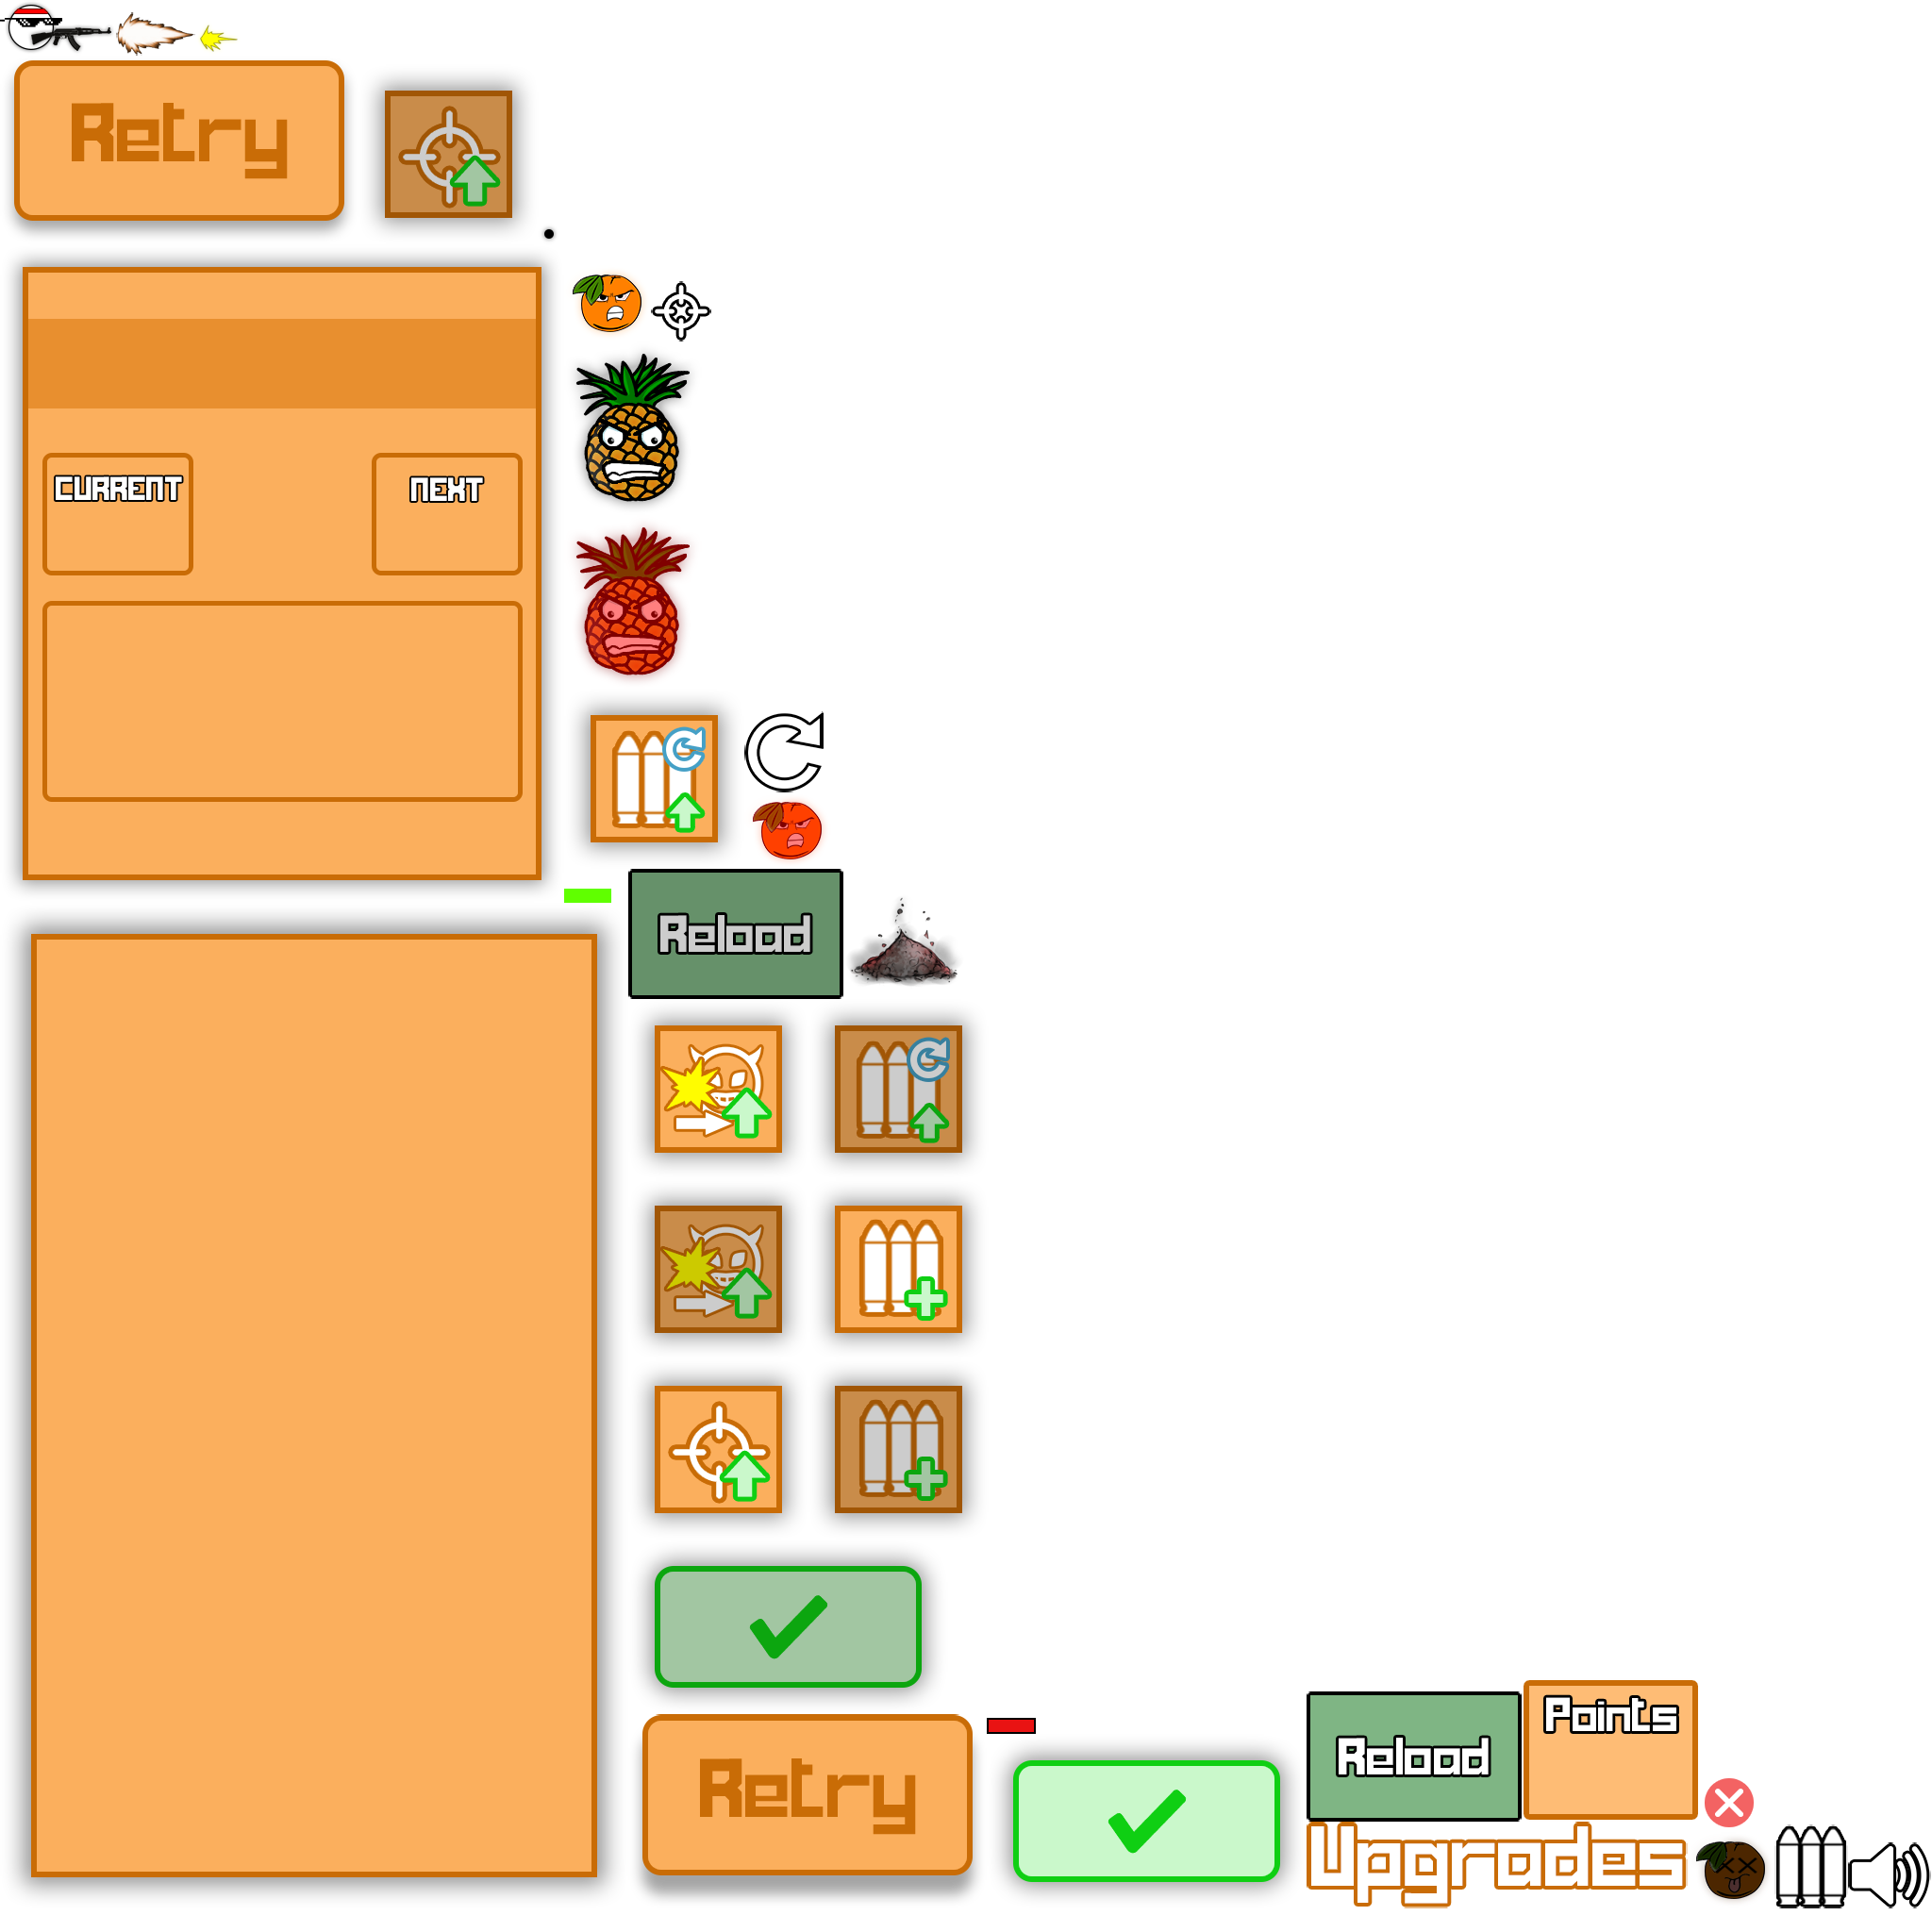 Retry
CURRENT
NEXT
Reload
Retry
Points
Reload
Upgrades